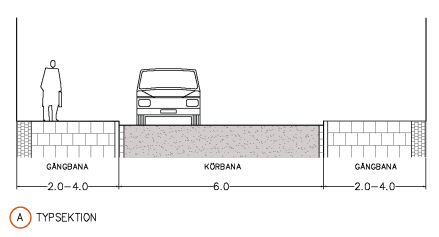 GÅNGBANA KÖRBANA GÅNGBANA
2.0-4.0 6.0 2.0-4.0
A TYPSEKTION